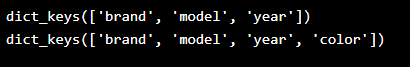 dict_keys(['brand', 'model', 'year'])
dict_keys(['brand', 'model', 'year', 'color'])